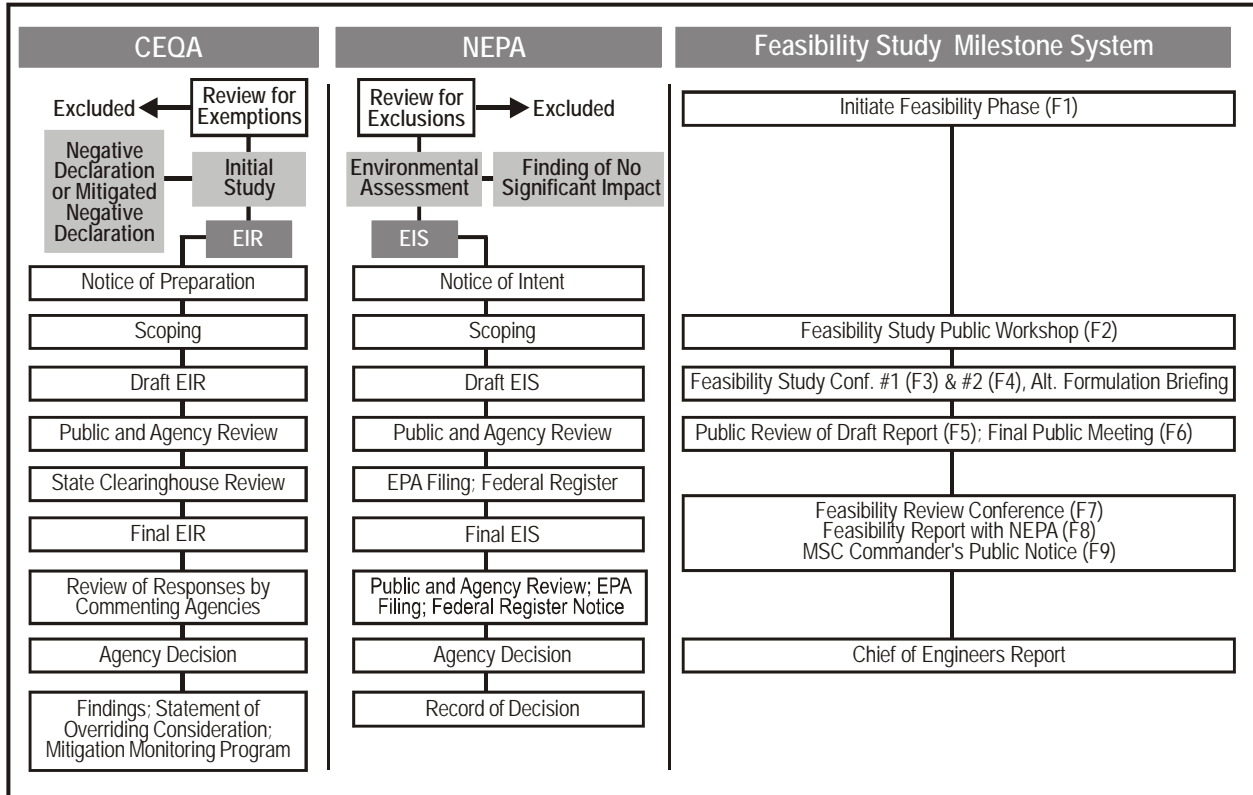 CEQA
Excluded
Review for
Exemptions
Negative
Declaration
or Mitigated
Negative
Declaration
Initial
Study
EIR
Notice of Preparation
Scoping
Draft EIR
Public and Agency Review
State Clearinghouse Review
Final EIR
Review of Responses by
Commenting Agencies
Agency Decision
Findings; Statement of
Overriding Consideration;
Mitigation Monitoring Program
NEPA
Review for
Exclusions
Excluded
Environmental
Assessment
Finding of No
Significant Impact
EIS
Notice of Intent
Scoping
Draft EIS
Public and Agency Review
EPA Filing; Federal Register
Final EIS
Public and Agency Review; EPA
Filing; Federal Register Notice
Agency Decision
Record of Decision
Feasibility Study Milestone System
Initiate Feasibility Phase (F1)
Feasibility Study Public Workshop (F2)
Feasibility Study Conf. #1 (F3) & #2 (F4), Alt. Formulation Briefing
Public Review of Draft Report (F5); Final Public Meeting (F6)
Feasibility Review Conference (F7)
Feasibility Report with NEPA (F8)
MSC Commander's Public Notice (F9)
Chief of Engineers Report